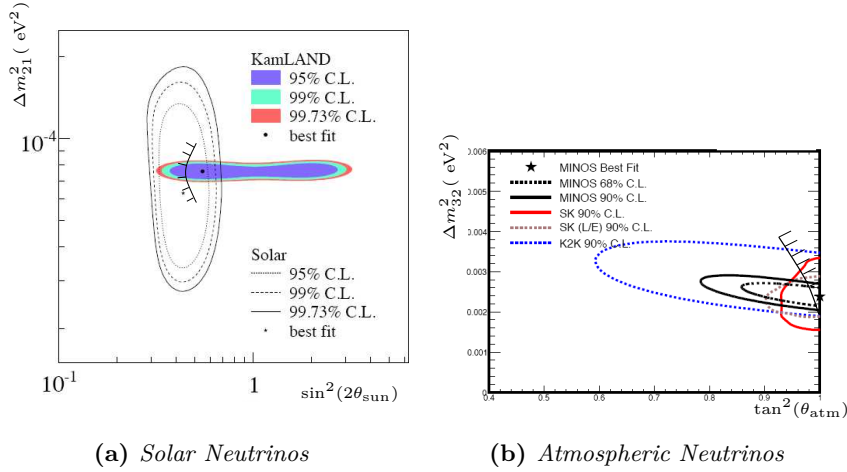 Δm²₂₁( eV²)
KamLAND
95% C.L.
99% C.L.
99.73% C.L.
best fit
10⁻⁴
Solar
95% C.L.
99% C.L.
99.73% C.L.
best fit
10⁻¹
1
sin²(2θsun)
(a) Solar Neutrinos
Δm²₃₂( eV²)
0.006
0.005
0.004
0.003
0.002
0.001
0.00
MINOS Best Fit
MINOS 68% C.L.
MINOS 90% C.L.
SK 90% C.L.
SK (L/E) 90% C.L.
K2K 90% C.L.
0.4 0.5 0.6 0.7 0.8 0.9 1
tan²(θatm)
(b) Atmospheric Neutrinos